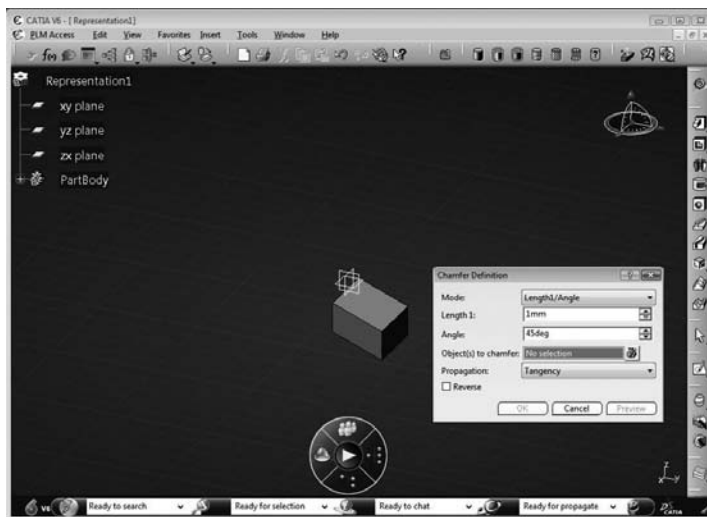 CATIA V6 - [Representation1]
PLM Access Edit View Favorites Insert Tools Window Help
f(x)
Representation1
xy plane
yz plane
zx plane
PartBody
Chamfer Definition
Mode: Length1/Angle
Length 1: 1mm
Angle: 45deg
Object(s) to chamfer: No selection
Propagation: Tangency
Reverse
OK Cancel Preview
z
x y
V6 Ready to search Ready for selection Ready to chat Ready for propagate CATIA